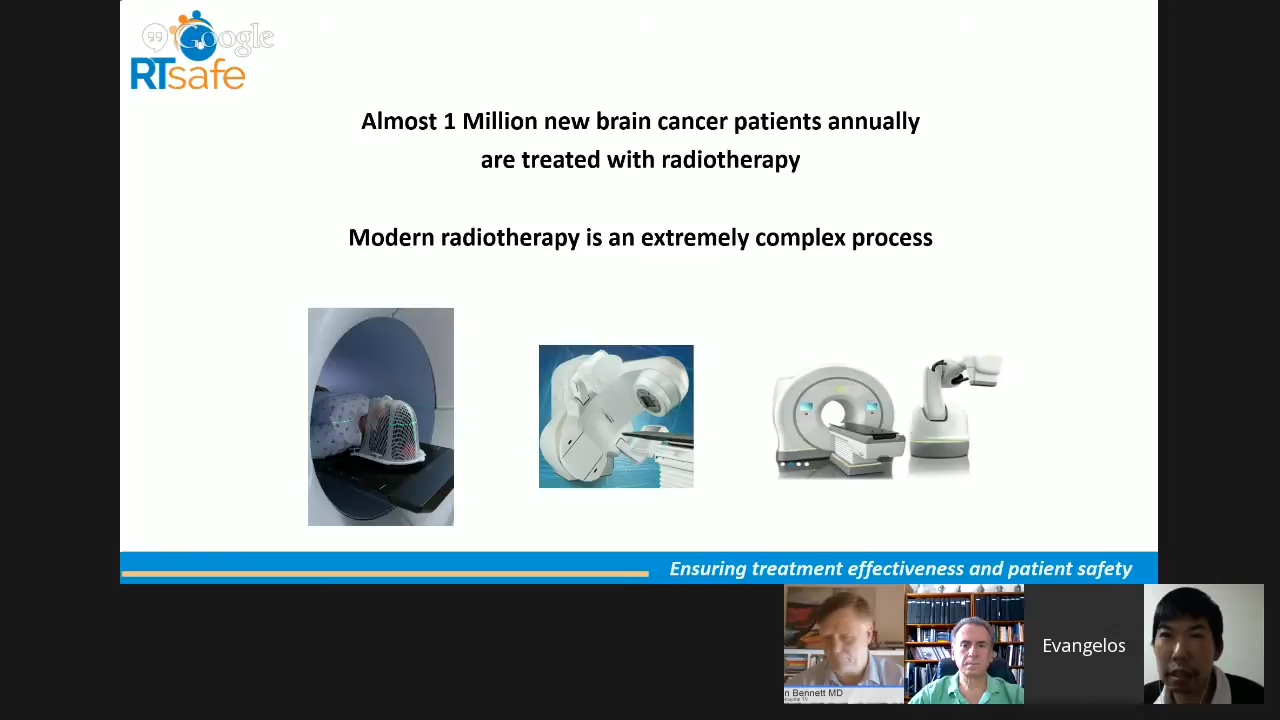 Google
RTsafe
Almost 1 Million new brain cancer patients annually
are treated with radiotherapy
Modern radiotherapy is an extremely complex process
Ensuring treatment effectiveness and patient safety
Evangelos
n Bennett MD